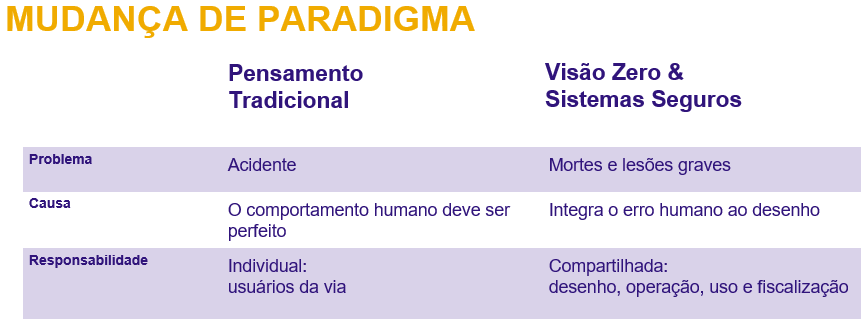 MUDANÇA DE PARADIGMA
Pensamento
Tradicional
Visão Zero &
Sistemas Seguros
Problema
Acidente
Mortes e lesões graves
Causa
O comportamento humano deve ser
perfeito
Integra o erro humano ao desenho
Responsabilidade
Individual:
usuários da via
Compartilhada:
desenho, operação, uso e fiscalização